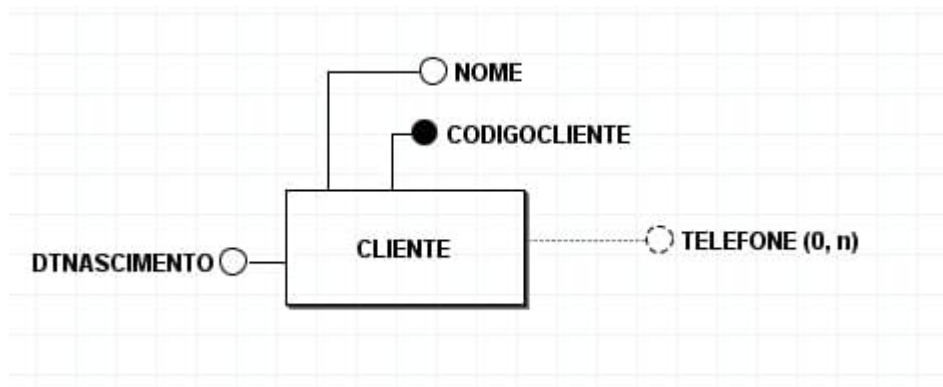 NOME
CODIGOCLIENTE
CLIENTE
TELEFONE (0, n)
DTNASCIMENTO